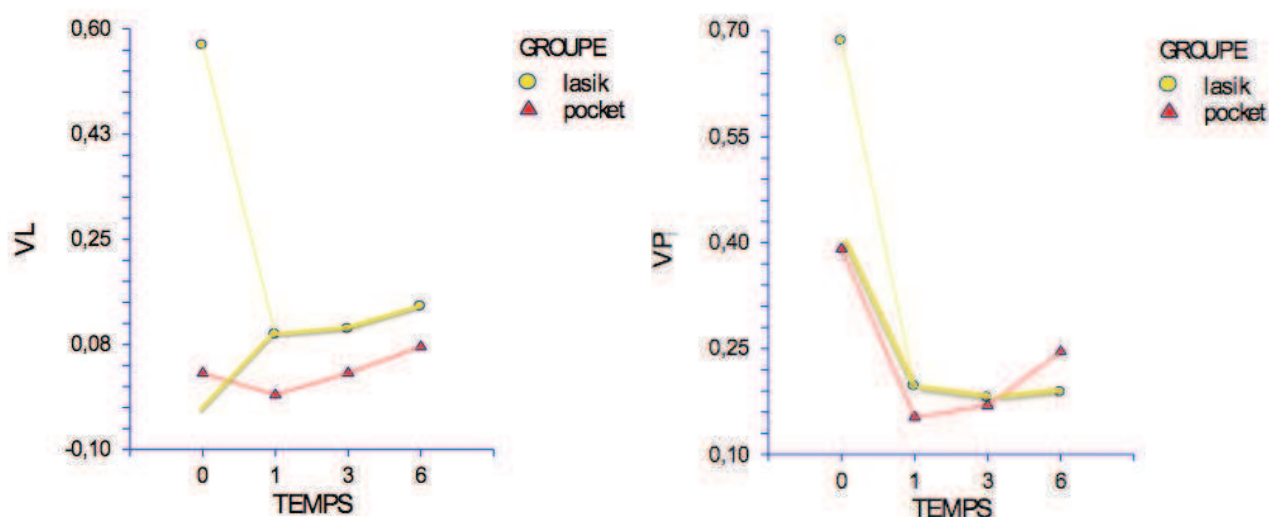 0,60
0,43
0,25
0,08
-0,10
VL
0
1
3
6
TEMPS
GROUPE
lasik
pocket
0,70
0,55
0,40
0,25
0,10
VP
0
1
3
6
TEMPS
GROUPE
lasik
pocket